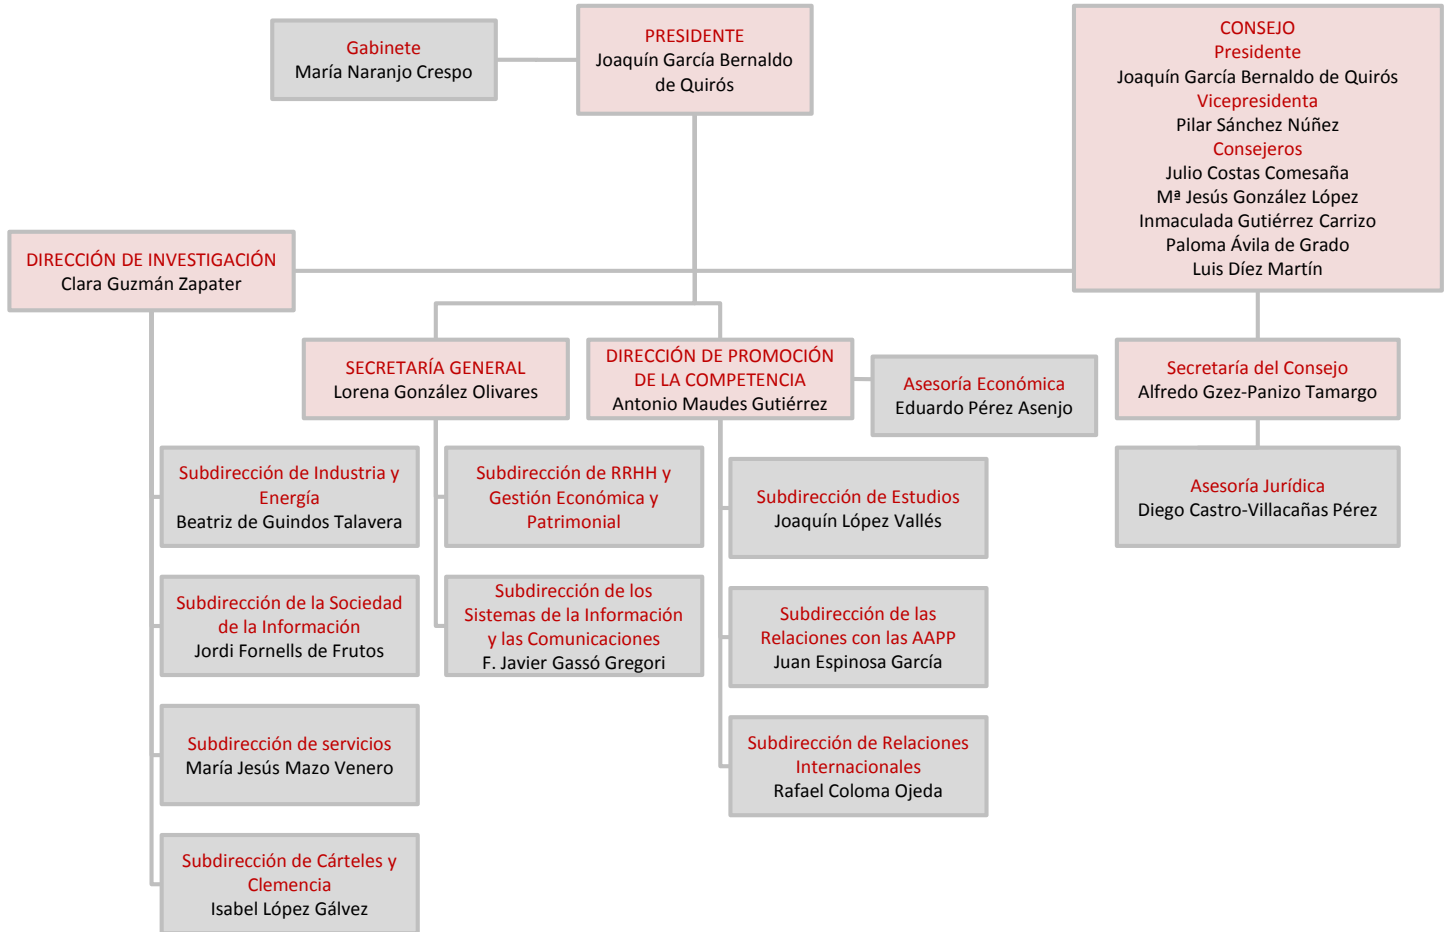 Gabinete
María Naranjo Crespo
PRESIDENTE
Joaquín García Bernaldo
de Quirós
CONSEJO
Presidente
Joaquín García Bernaldo de Quirós
Vicepresidenta
Pilar Sánchez Núñez
Consejeros
Julio Costas Comesaña
Mª Jesús González López
Inmaculada Gutiérrez Carrizo
Paloma Ávila de Grado
Luis Díez Martín
DIRECCIÓN DE INVESTIGACIÓN
Clara Guzmán Zapater
SECRETARÍA GENERAL
Lorena González Olivares
DIRECCIÓN DE PROMOCIÓN
DE LA COMPETENCIA
Antonio Maudes Gutiérrez
Asesoría Económica
Eduardo Pérez Asenjo
Secretaría del Consejo
Alfredo Gzez-Panizo Tamargo
Subdirección de Industria y
Energía
Beatriz de Guindos Talavera
Subdirección de RRHH y
Gestión Económica y
Patrimonial
Subdirección de Estudios
Joaquín López Vallés
Asesoría Jurídica
Diego Castro-Villacañas Pérez
Subdirección de la Sociedad
de la Información
Jordi Fornells de Frutos
Subdirección de los
Sistemas de la Información
y las Comunicaciones
F. Javier Gassó Gregori
Subdirección de las
Relaciones con las AAPP
Juan Espinosa García
Subdirección de servicios
María Jesús Mazo Venero
Subdirección de Relaciones
Internacionales
Rafael Coloma Ojeda
Subdirección de Cárteles y
Clemencia
Isabel López Gálvez